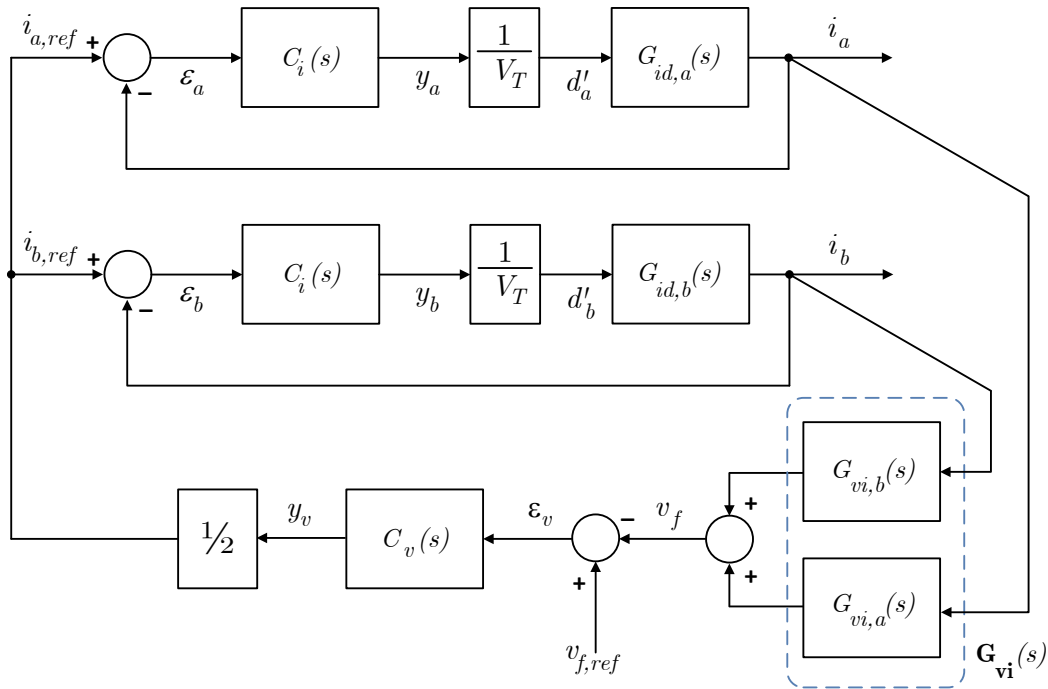 i_{a,ref} + − ε_a C_i(s) y_a 1/V_T d′_a G_{id,a}(s) i_a
i_{b,ref} + − ε_b C_i(s) y_b 1/V_T d′_b G_{id,b}(s) i_b
G_{vi,b}(s)
½ y_v C_v(s) ε_v − + v_f + +
G_{vi,a}(s)
v_{f,ref}
G_{vi}(s)